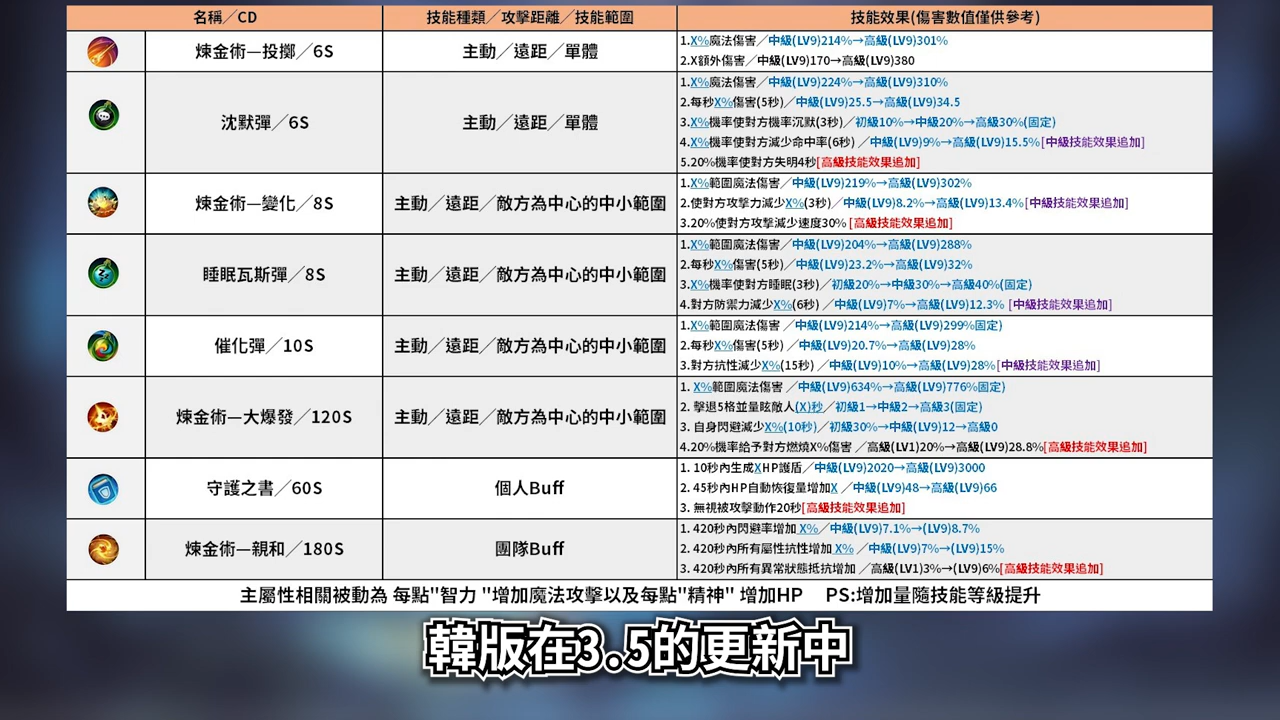 名稱／CD
技能種類／攻擊距離／技能範圍
技能效果(傷害數值僅供參考)
煉金術—投擲／6S
主動／遠距／單體
1.X%魔法傷害／中級(LV9)214%→高級(LV9)301%
2.X額外傷害／中級(LV9)170→高級(LV9)380
沈默彈／6S
主動／遠距／單體
1.X%魔法傷害／中級(LV9)224%→高級(LV9)310%
2.每秒X%傷害(5秒)／中級(LV9)25.5→高級(LV9)34.5
3.X%機率使對方機率沉默(3秒)／初級10%→中級20%→高級30%(固定)
4.X%機率使對方減少命中率(6秒) ／中級(LV9)9%→高級(LV9)15.5%[中級技能效果追加]
5.20%機率使對方失明4秒[高級技能效果追加]
煉金術—變化／8S
主動／遠距／敵方為中心的中小範圍
1.X%範圍魔法傷害／中級(LV9)219%→高級(LV9)302%
2.使對方攻擊力減少X%(3秒)／中級(LV9)8.2%→高級(LV9)13.4%[中級技能效果追加]
3.20%使對方攻擊減少速度30% [高級技能效果追加]
睡眠瓦斯彈／8S
主動／遠距／敵方為中心的中小範圍
1.X%範圍魔法傷害／中級(LV9)204%→高級(LV9)288%
2.每秒X%傷害(5秒)／中級(LV9)23.2%→高級(LV9)32%
3.X%機率使對方睡眠(3秒)／初級20%→中級30%→高級40%(固定)
4.對方防禦力減少X%(6秒) ／中級(LV9)7%→高級(LV9)12.3% [中級技能效果追加]
催化彈／10S
主動／遠距／敵方為中心的中小範圍
1.X%範圍魔法傷害 ／中級(LV9)214%→高級(LV9)299%固定)
2.每秒X%傷害(5秒) ／中級(LV9)20.7%→高級(LV9)28%
3.對方抗性減少X%(15秒) ／中級(LV9)10%→高級(LV9)28%[中級技能效果追加]
煉金術—大爆發／120S
主動／遠距／敵方為中心的中小範圍
1. X%範圍魔法傷害 ／中級(LV9)634%→高級(LV9)776%固定)
2. 擊退5格並量眩敵人(X)秒／初級1→中級2→高級3(固定)
3. 自身閃避減少X%(10秒)／初級30%→中級(LV9)12→高級0
4.20%機率給予對方燃燒X%傷害 ／高級(LV1)20%→高級(LV9)28.8%[高級技能效果追加]
守護之書／60S
個人Buff
1. 10秒內生成XHP護盾／中級(LV9)2020→高級(LV9)3000
2. 45秒內HP自動恢復量增加X ／中級(LV9)48→高級(LV9)66
3. 無視被攻擊動作20秒[高級技能效果追加]
煉金術—親和／180S
團隊Buff
1. 420秒內閃避率增加 X%／中級(LV9)7.1%→(LV9)8.7%
2. 420秒內所有屬性抗性增加 X% ／中級(LV9)7%→(LV9)15%
3. 420秒內所有異常狀態抵抗增加 ／高級(LV1)3%→(LV9)6%[高級技能效果追加]
主屬性相關被動為 每點"智力 "增加魔法攻擊以及每點"精神" 增加HP PS:增加量隨技能等級提升
韓版在3.5的更新中